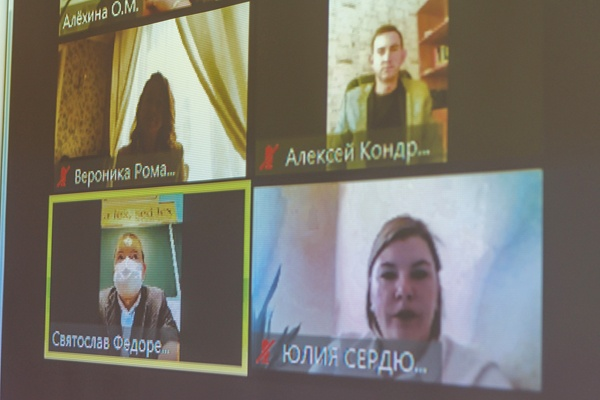 Алёхина О.М.
Вероника Рома...
Алексей Кондр...
Святослав Федоре...
ЮЛИЯ СЕРДЮ...